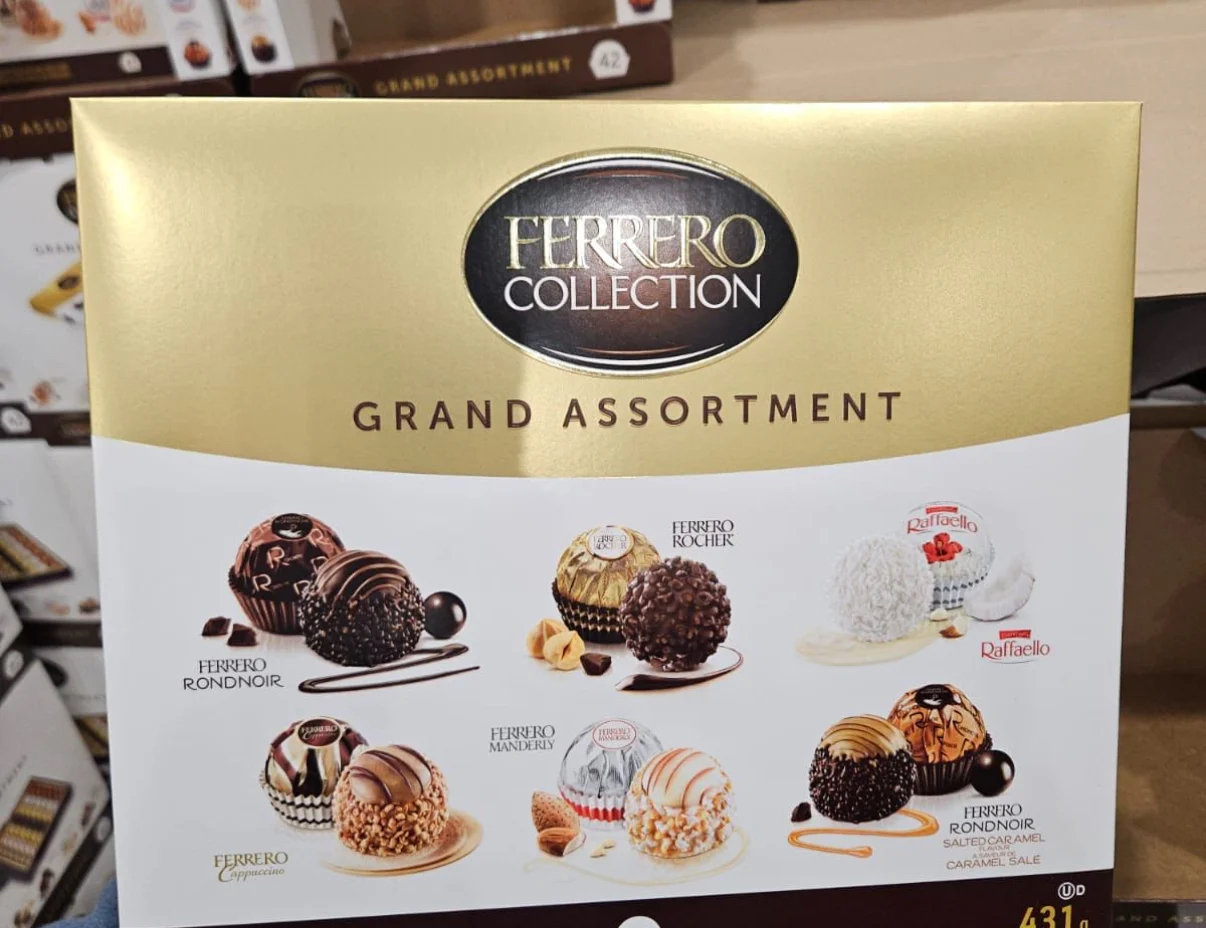 GRAND ASSORTMENT
42
FERRERO
COLLECTION
GRAND ASSORTMENT
FERRERO
RONDNOIR
FERRERO
ROCHER
Raffaello
Raffaello
FERRERO
Cappuccino
FERRERO
MANDERLY
FERRERO
RONDNOIR
SALTED CARAMEL
FLAVOUR
À SAVEUR DE
CARAMEL SALÉ
U D
431 g